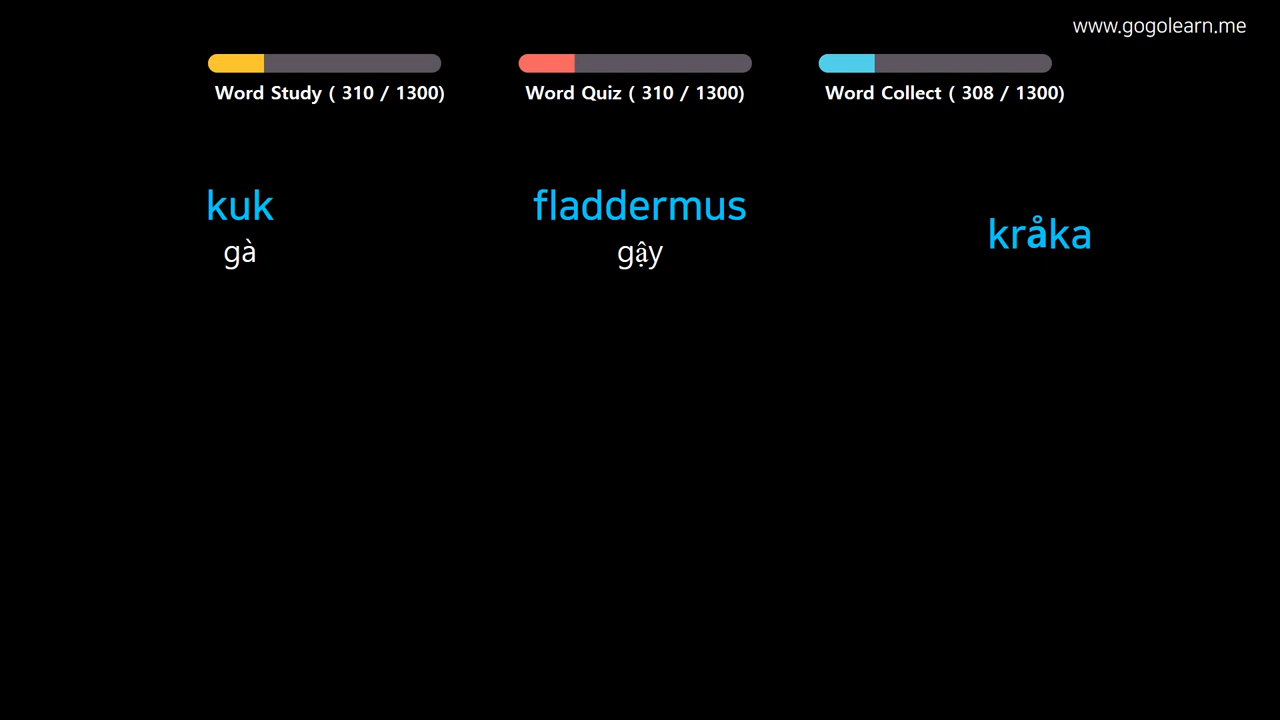 www.gogolearn.me
Word Study ( 310 / 1300)
Word Quiz ( 310 / 1300)
Word Collect ( 308 / 1300)
kuk
gà
fladdermus
gậy
kråka